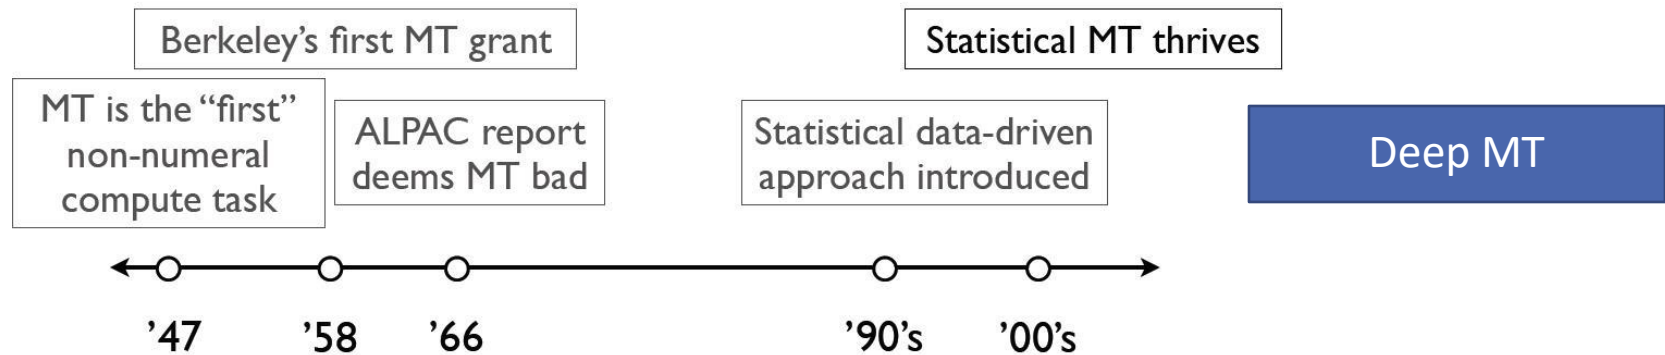 Berkeley’s first MT grant
Statistical MT thrives
MT is the “first”
non-numeral
compute task
ALPAC report
deems MT bad
Statistical data-driven
approach introduced
Deep MT
’47
’58
’66
’90’s
’00’s